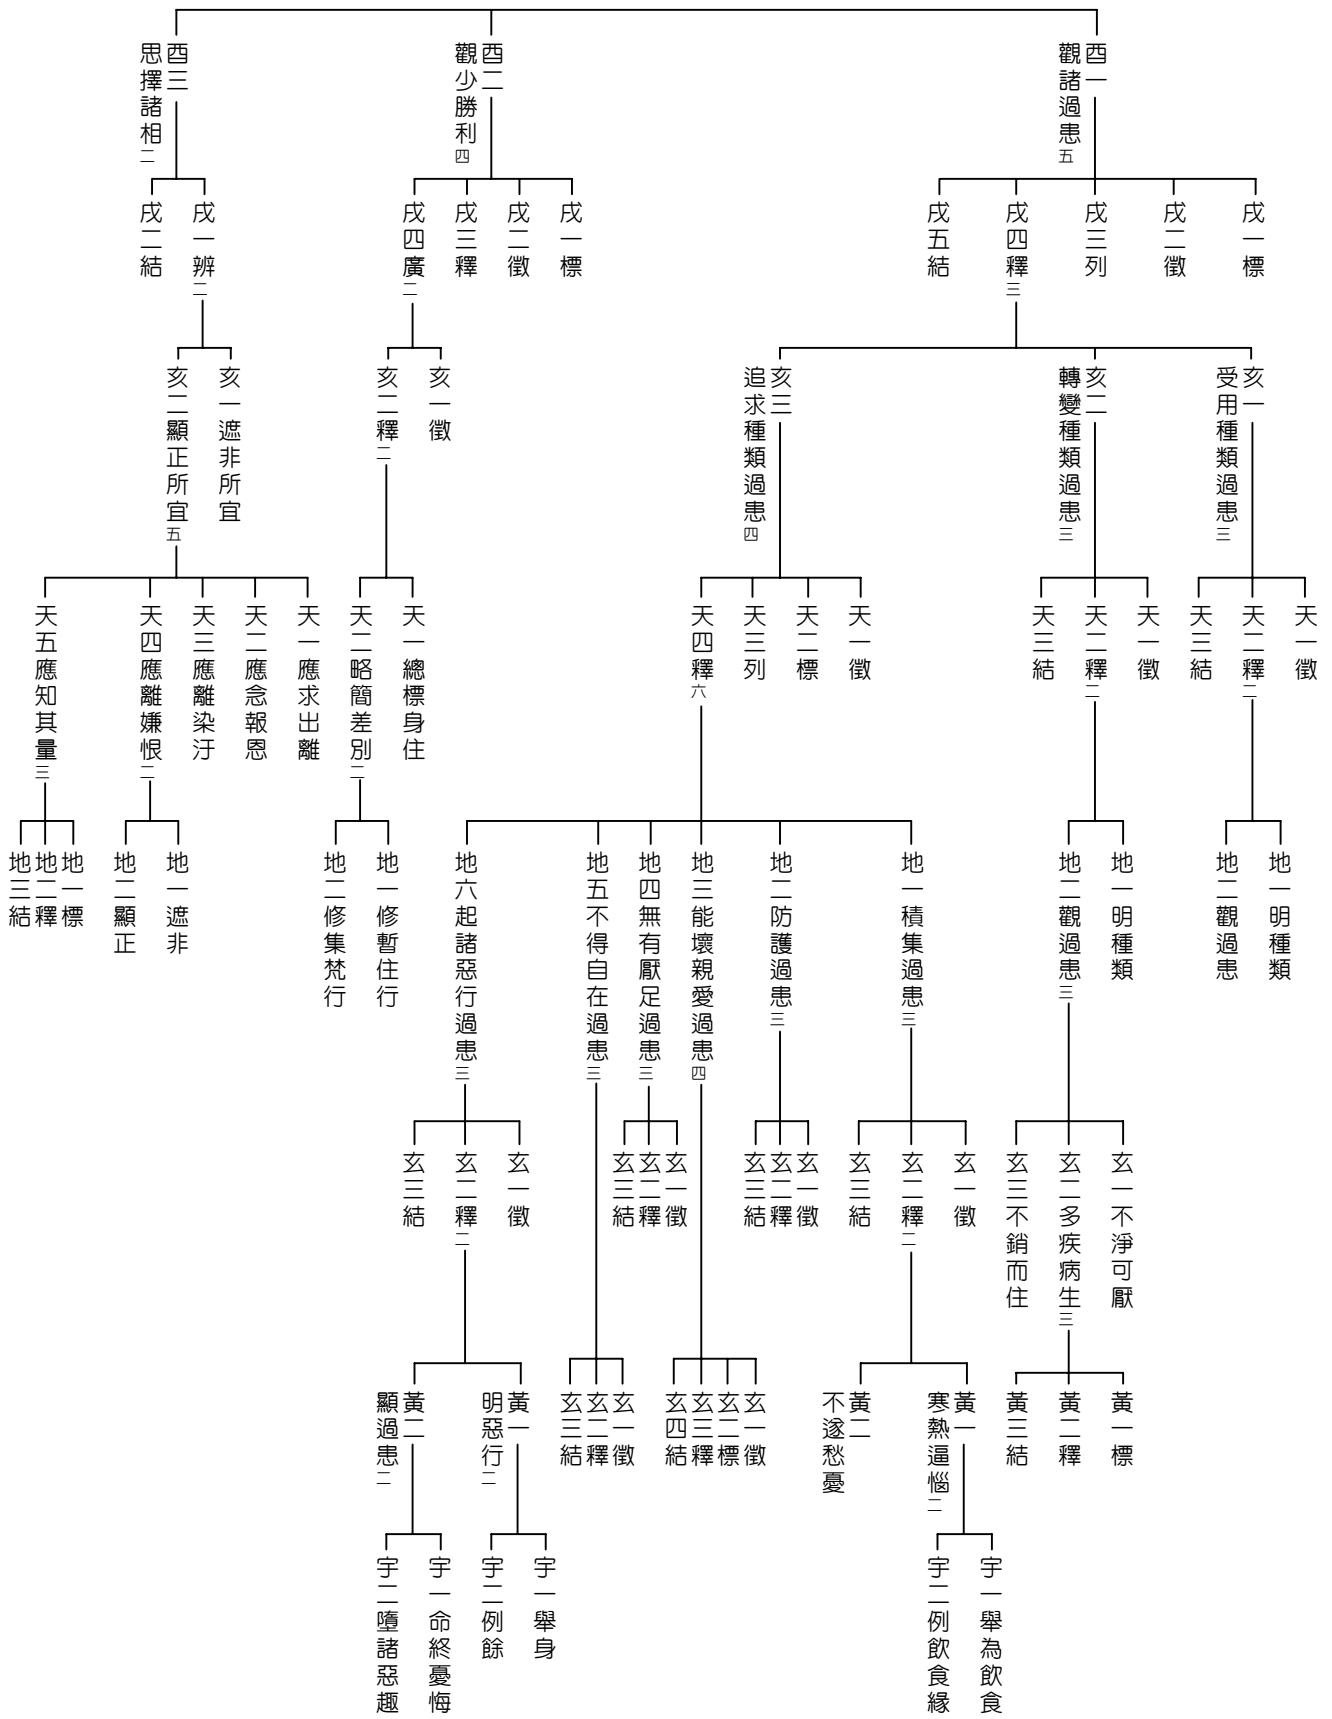 酉一
觀諸過患五
酉二
觀少勝利四
酉三
思擇諸相二
戌一標
戌二徵
戌三列
戌四釋三
戌五結
戌一標
戌二徵
戌三釋
戌四廣二
戌一辨二
戌二結
亥一
受用種類過患三
亥二
轉變種類過患三
亥三
追求種類過患四
亥一徵
亥二釋二
亥一遮非所宜
亥二顯正所宜五
天一徵
天二釋二
天三結
天一徵
天二釋二
天三結
天一徵
天二標
天三列
天四釋六
天一總標身住
天二略簡差別二
天一應求出離
天二應念報恩
天三應離染汙
天四應離嫌恨二
天五應知其量三
地一明種類
地二觀過患
地一明種類
地二觀過患三
地一積集過患三
地二防護過患三
地三能壞親愛過患四
地四無有厭足過患三
地五不得自在過患三
地六起諸惡行過患三
地一修暫住行
地二修集梵行
地一遮非
地二顯正
地一標
地二釋
地三結
玄一不淨可厭
玄二多疾病生三
玄三不銷而住
玄一徵
玄二釋二
玄三結
玄一徵
玄二釋
玄三結
玄一徵
玄二釋
玄三結
玄一徵
玄二釋二
玄三結
黃一標
黃二釋
黃三結
黃一
寒熱逼惱二
黃二
不遂愁憂
玄一徵
玄二標
玄三釋
玄四結
玄一徵
玄二釋
玄三結
黃一
明惡行二
黃二
顯過患二
宇一舉為飲食
宇二例飲食緣
宇一舉身
宇二例餘
宇一命終憂悔
宇二墮諸惡趣